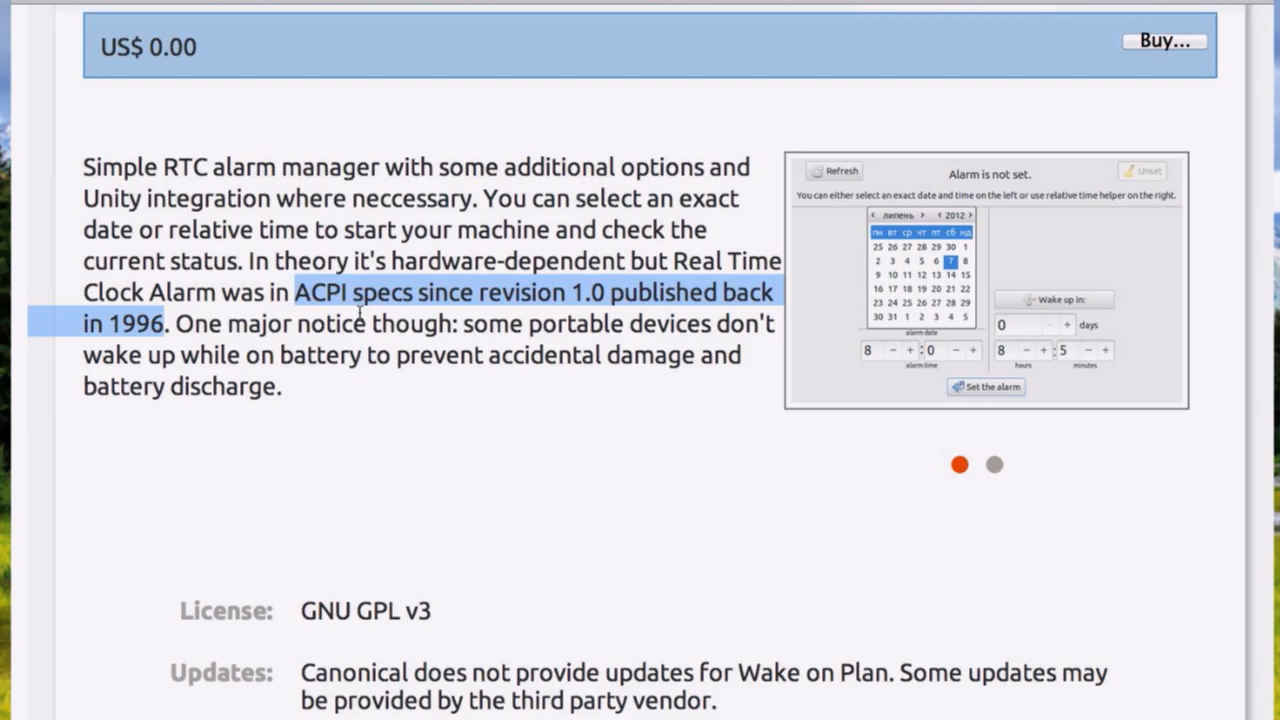 US$ 0.00
Buy...
Simple RTC alarm manager with some additional options and
Unity integration where neccessary. You can select an exact
date or relative time to start your machine and check the
current status. In theory it's hardware-dependent but Real Time
Clock Alarm was in ACPI specs since revision 1.0 published back
in 1996. One major notice though: some portable devices don't
wake up while on battery to prevent accidental damage and
battery discharge.
Refresh
Alarm is not set.
Unset
You can either select an exact date and time on the left or use relative time helper on the right.
< липень > < 2012 >
пн вт ср чт пт сб нд
25 26 27 28 29 30 1
2 3 4 5 6 7 8
9 10 11 12 13 14 15
16 17 18 19 20 21 22
23 24 25 26 27 28 29
30 31 1 2 3 4 5
alarm date
8 − + : 0 − +
alarm time
Wake up in:
0 − + days
8 − + : 5 − +
hours minutes
Set the alarm
License: GNU GPL v3
Updates: Canonical does not provide updates for Wake on Plan. Some updates may
be provided by the third party vendor.